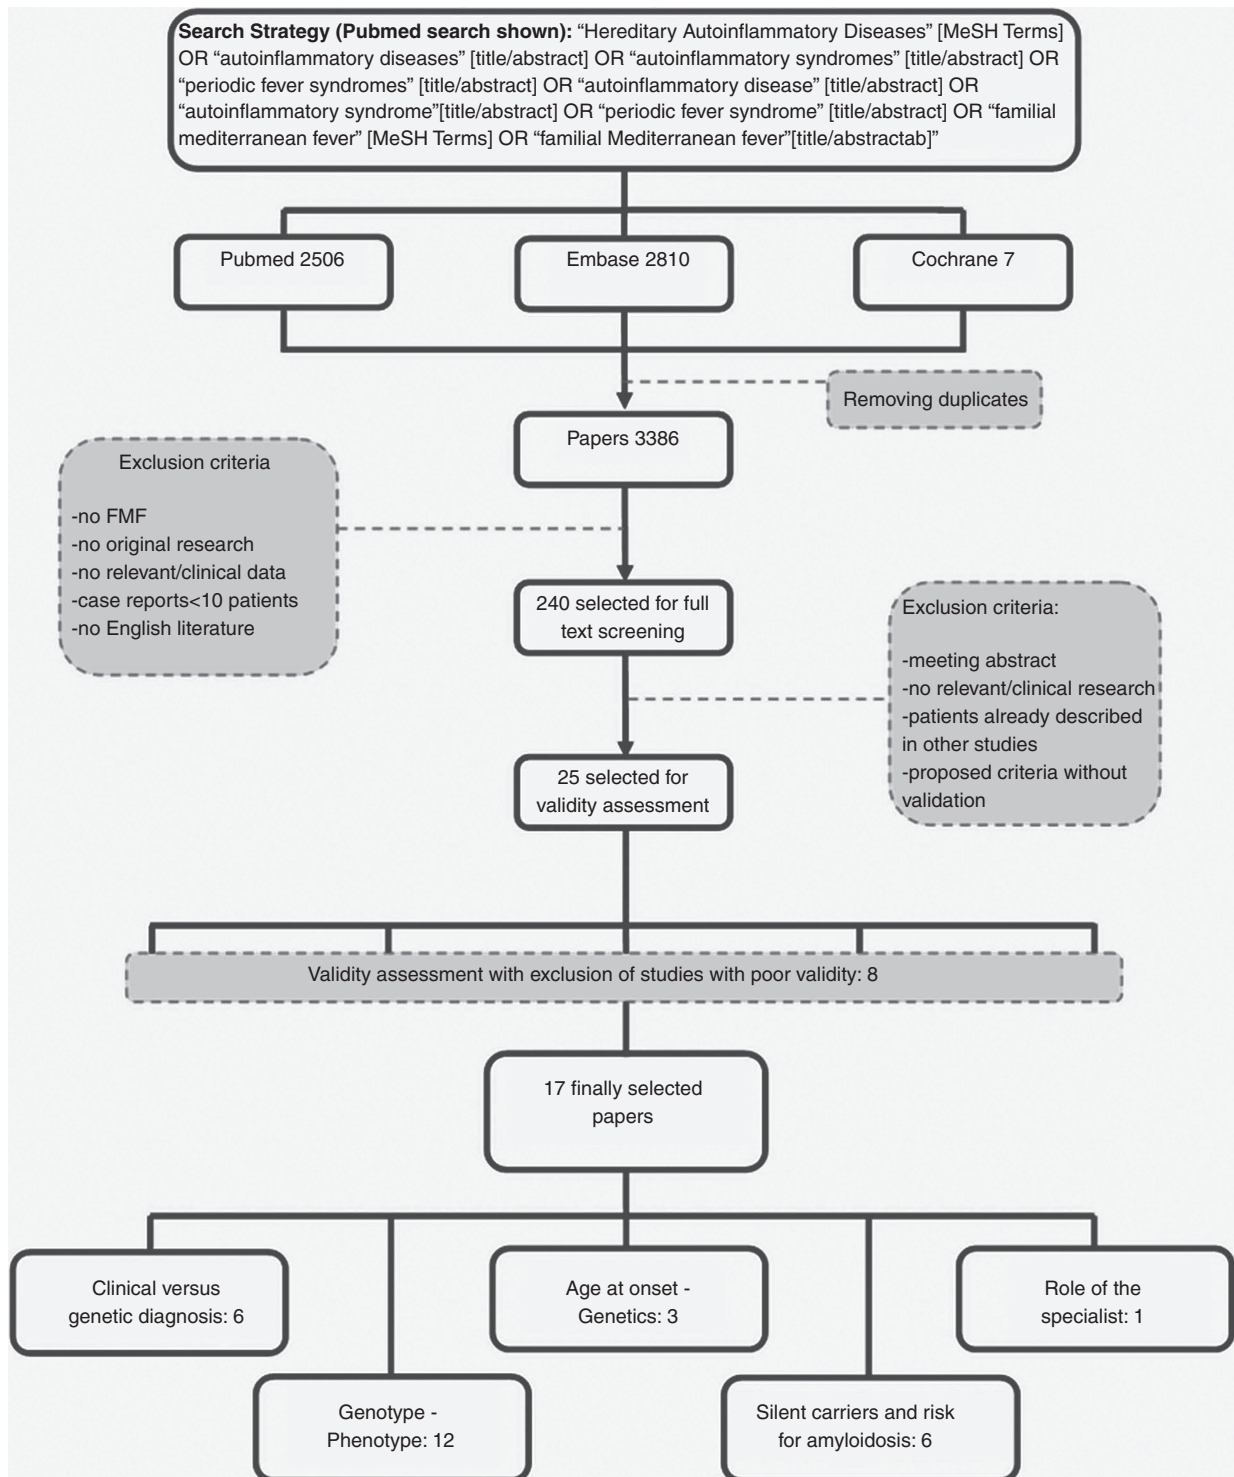 Search Strategy (Pubmed search shown): “Hereditary Autoinflammatory Diseases” [MeSH Terms]
OR “autoinflammatory diseases” [title/abstract] OR “autoinflammatory syndromes” [title/abstract] OR
“periodic fever syndromes” [title/abstract] OR “autoinflammatory disease” [title/abstract] OR
“autoinflammatory syndrome”[title/abstract] OR “periodic fever syndrome” [title/abstract] OR “familial
mediterranean fever” [MeSH Terms] OR “familial Mediterranean fever”[title/abstractab]”
Pubmed 2506
Embase 2810
Cochrane 7
Removing duplicates
Papers 3386
Exclusion criteria
-no FMF
-no original research
-no relevant/clinical data
-case reports<10 patients
-no English literature
240 selected for full
text screening
Exclusion criteria:
-meeting abstract
-no relevant/clinical research
-patients already described
in other studies
-proposed criteria without
validation
25 selected for
validity assessment
Validity assessment with exclusion of studies with poor validity: 8
17 finally selected
papers
Clinical versus
genetic diagnosis: 6
Age at onset -
Genetics: 3
Role of the
specialist: 1
Genotype -
Phenotype: 12
Silent carriers and risk
for amyloidosis: 6